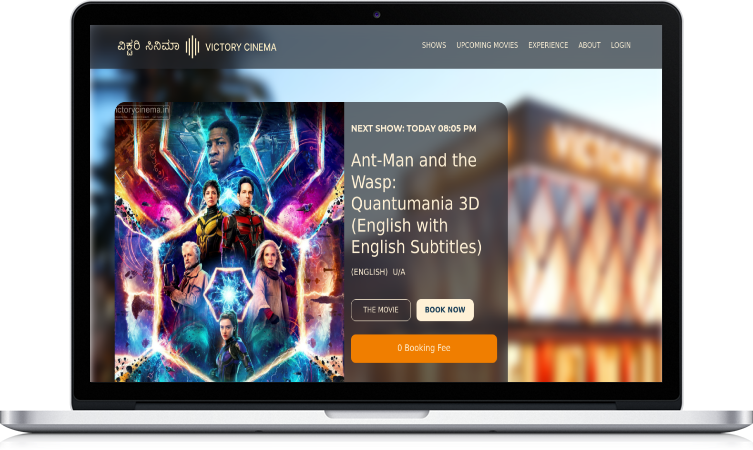 ವಿಕ್ಟರಿ ಸಿನಿಮಾ VICTORY CINEMA
SHOWS UPCOMING MOVIES EXPERIENCE ABOUT LOGIN
victorycinema.in
NEXT SHOW: TODAY 08:05 PM
Ant-Man and the
Wasp:
Quantumania 3D
(English with
English Subtitles)
(ENGLISH) U/A
THE MOVIE BOOK NOW
0 Booking Fee
VICTORY